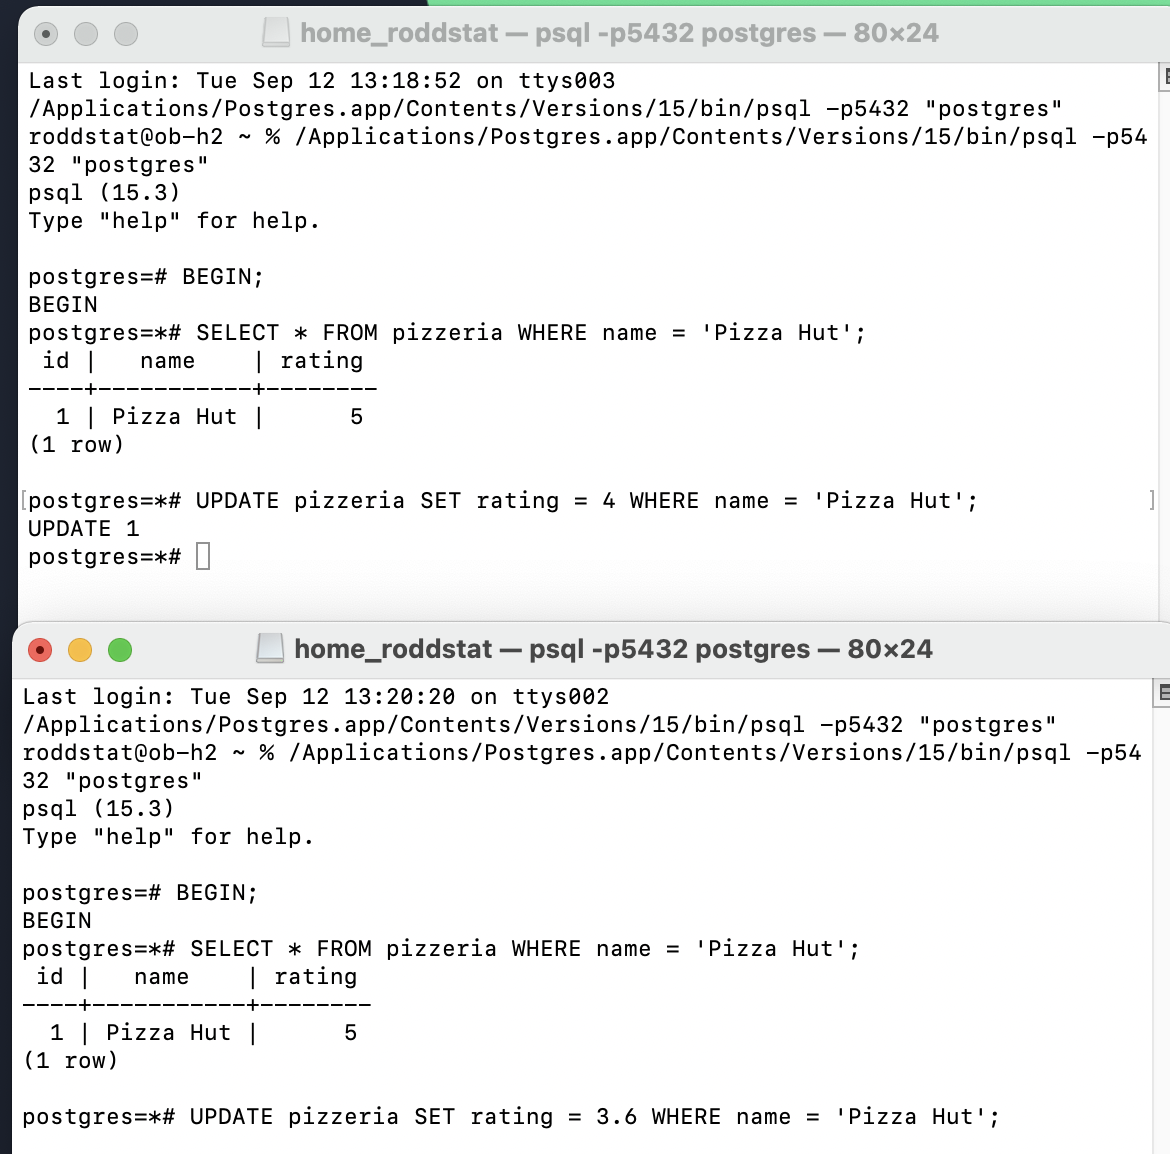 home_roddstat — psql -p5432 postgres — 80×24
Last login: Tue Sep 12 13:18:52 on ttys003
/Applications/Postgres.app/Contents/Versions/15/bin/psql -p5432 "postgres"
roddstat@ob-h2 ~ % /Applications/Postgres.app/Contents/Versions/15/bin/psql -p54
32 "postgres"
psql (15.3)
Type "help" for help.

postgres=# BEGIN;
BEGIN
postgres=*# SELECT * FROM pizzeria WHERE name = 'Pizza Hut';
 id |   name    | rating
----+-----------+--------
  1 | Pizza Hut |      5
(1 row)

[postgres=*# UPDATE pizzeria SET rating = 4 WHERE name = 'Pizza Hut';            ]
UPDATE 1
postgres=*#
home_roddstat — psql -p5432 postgres — 80×24
Last login: Tue Sep 12 13:20:20 on ttys002
/Applications/Postgres.app/Contents/Versions/15/bin/psql -p5432 "postgres"
roddstat@ob-h2 ~ % /Applications/Postgres.app/Contents/Versions/15/bin/psql -p54
32 "postgres"
psql (15.3)
Type "help" for help.

postgres=# BEGIN;
BEGIN
postgres=*# SELECT * FROM pizzeria WHERE name = 'Pizza Hut';
 id |   name    | rating
----+-----------+--------
  1 | Pizza Hut |      5
(1 row)

postgres=*# UPDATE pizzeria SET rating = 3.6 WHERE name = 'Pizza Hut';